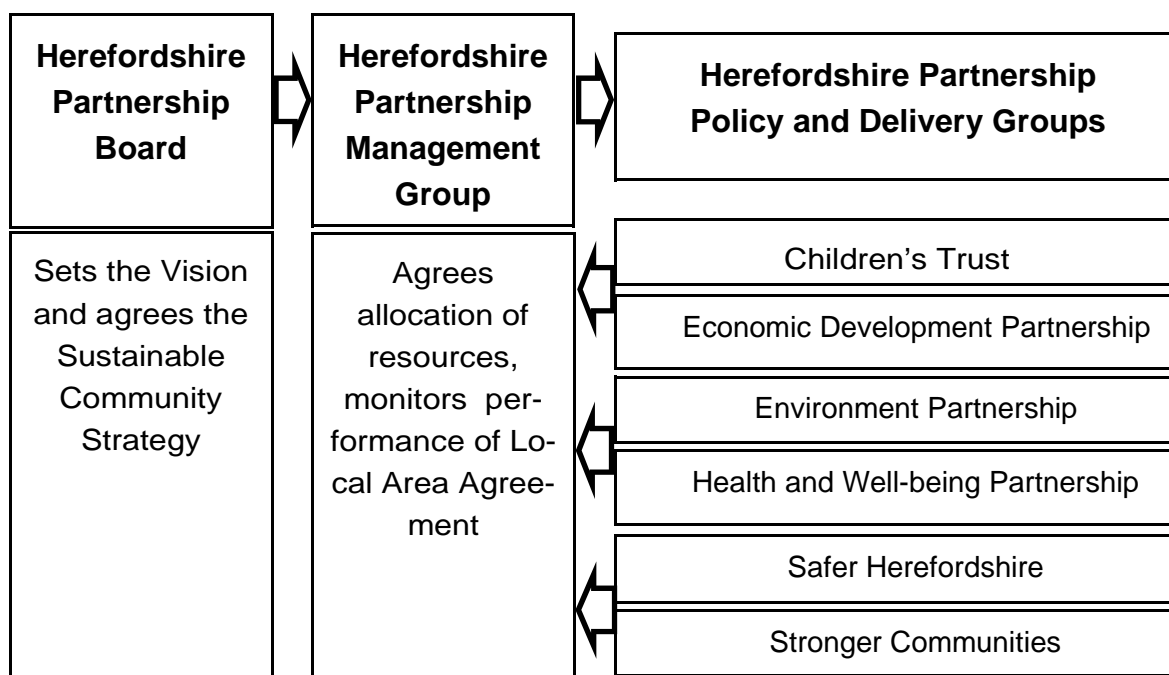 Herefordshire
Partnership
Board
Herefordshire
Partnership
Management
Group
Herefordshire Partnership
Policy and Delivery Groups
Sets the Vision
and agrees the
Sustainable
Community
Strategy
Agrees
allocation of
resources,
monitors per-
formance of Lo-
cal Area Agree-
ment
Children's Trust
Economic Development Partnership
Environment Partnership
Health and Well-being Partnership
Safer Herefordshire
Stronger Communities